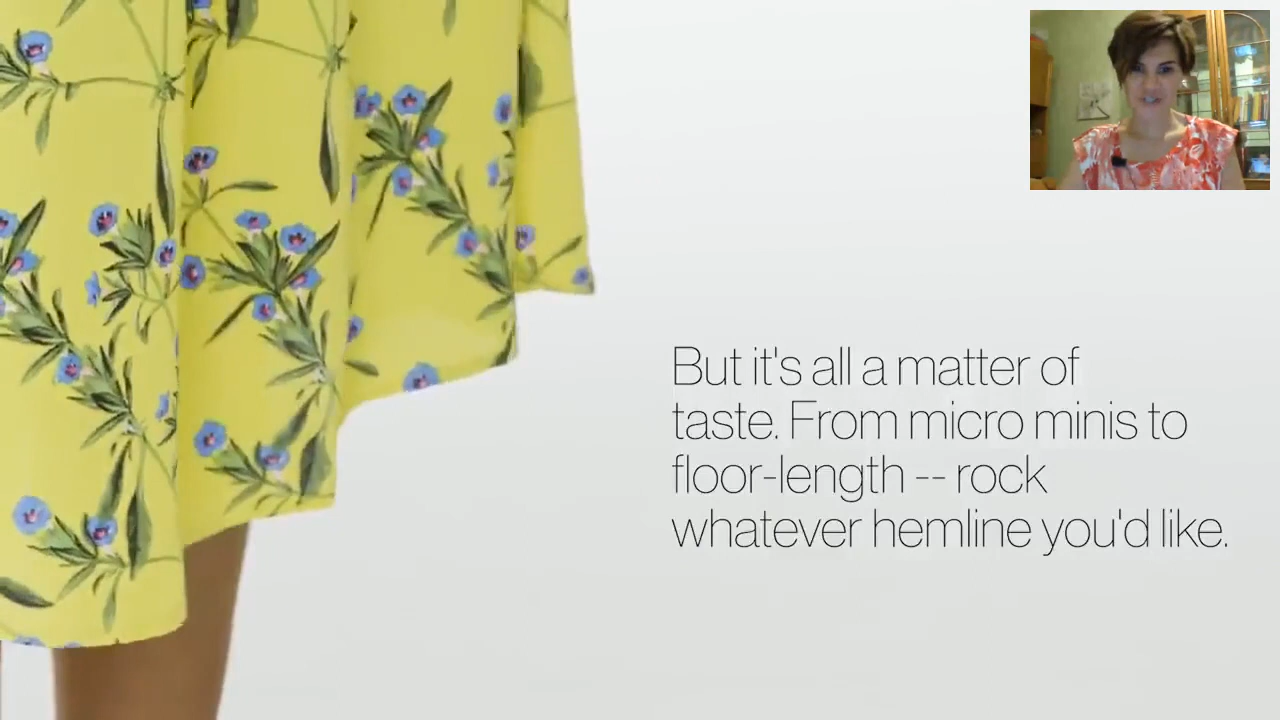 But it's all a matter of
taste. From micro minis to
floor-length -- rock
whatever hemline you'd like.